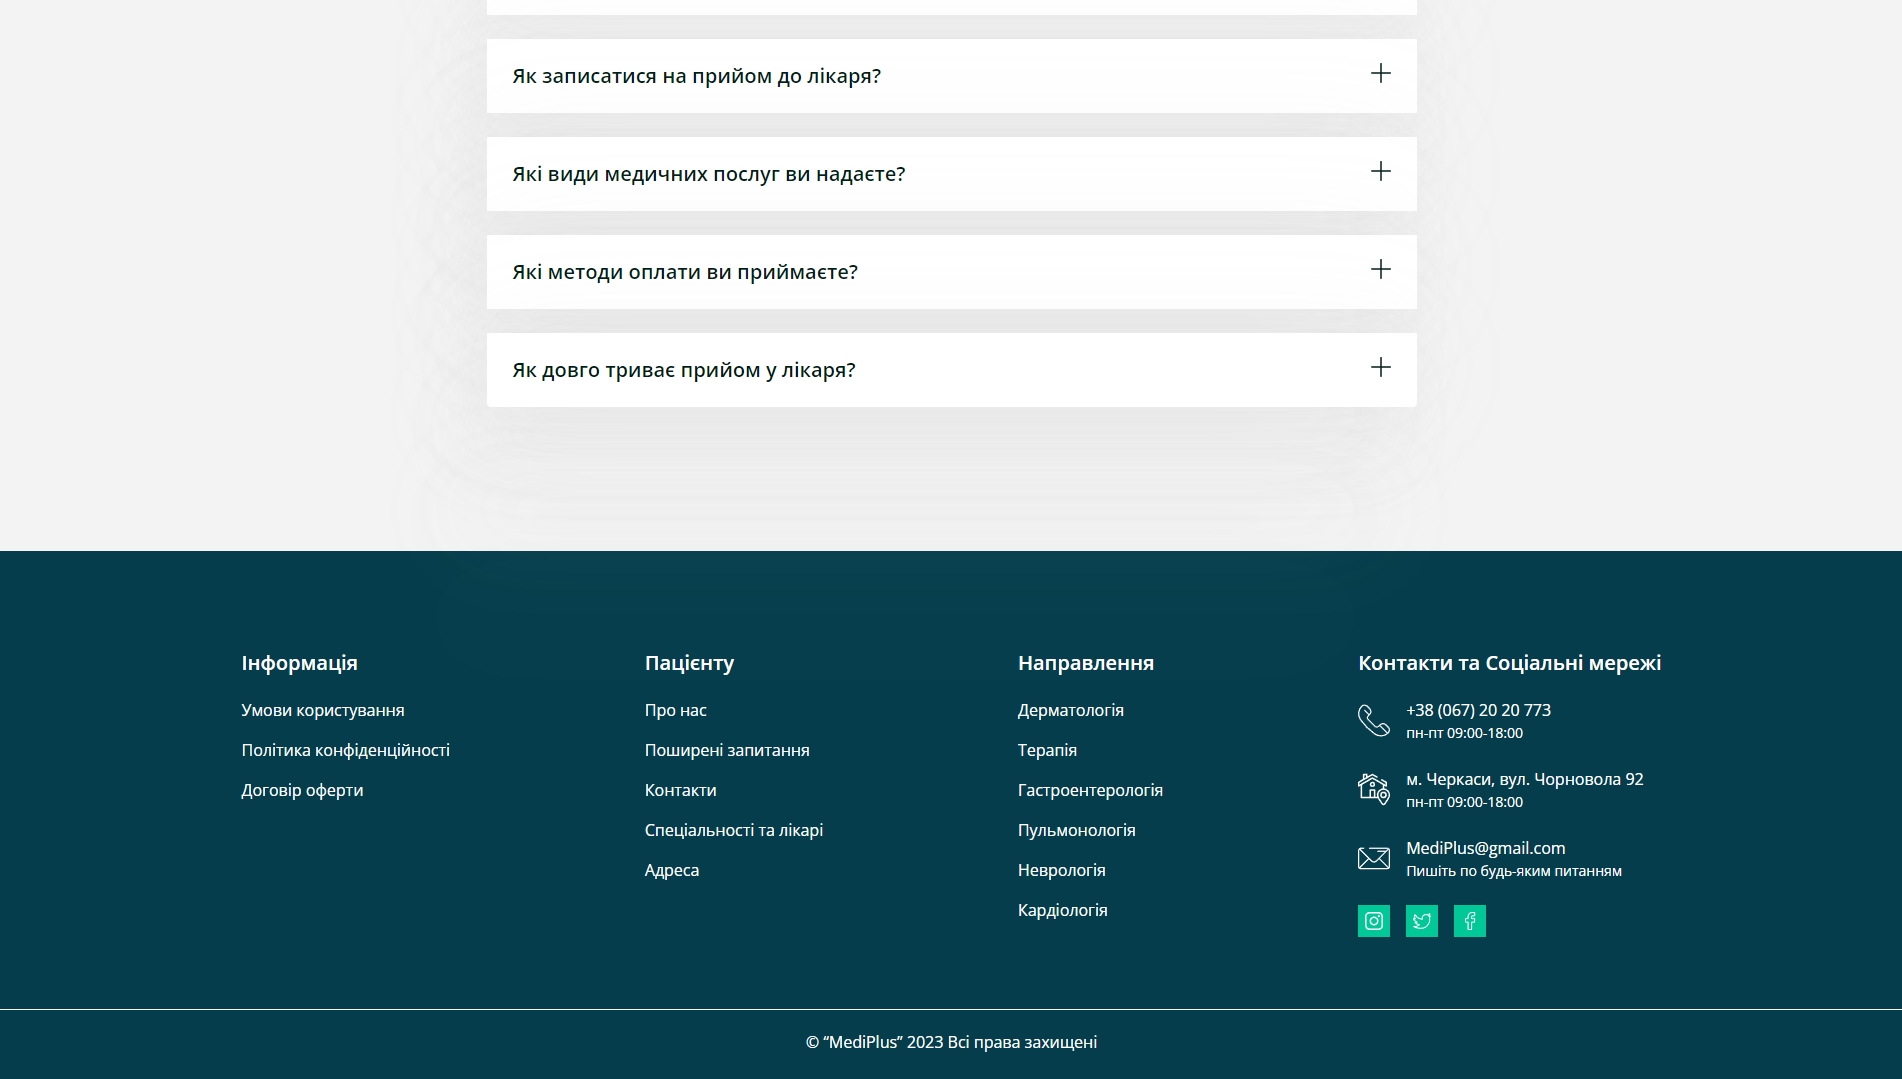 Як записатися на прийом до лікаря?
Які види медичних послуг ви надаєте?
Які методи оплати ви приймаєте?
Як довго триває прийом у лікаря?
Інформація
Умови користування
Політика конфіденційності
Договір оферти
Пацієнту
Про нас
Поширені запитання
Контакти
Спеціальності та лікарі
Адреса
Направлення
Дерматологія
Терапія
Гастроентерологія
Пульмонологія
Неврологія
Кардіологія
Контакти та Соціальні мережі
+38 (067) 20 20 773
пн-пт 09:00-18:00
м. Черкаси, вул. Чорновола 92
пн-пт 09:00-18:00
MediPlus@gmail.com
Пишіть по будь-яким питанням
© “MediPlus” 2023 Всі права захищені